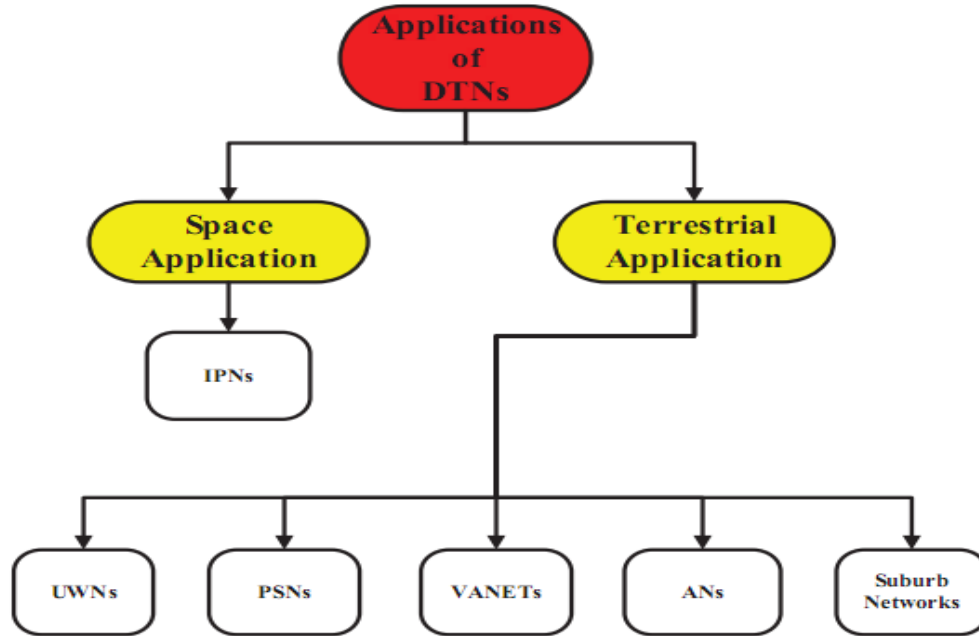 Applications
of
DTNs
Space
Application
Terrestrial
Application
IPNs
UWNs
PSNs
VANETs
ANs
Suburb
Networks